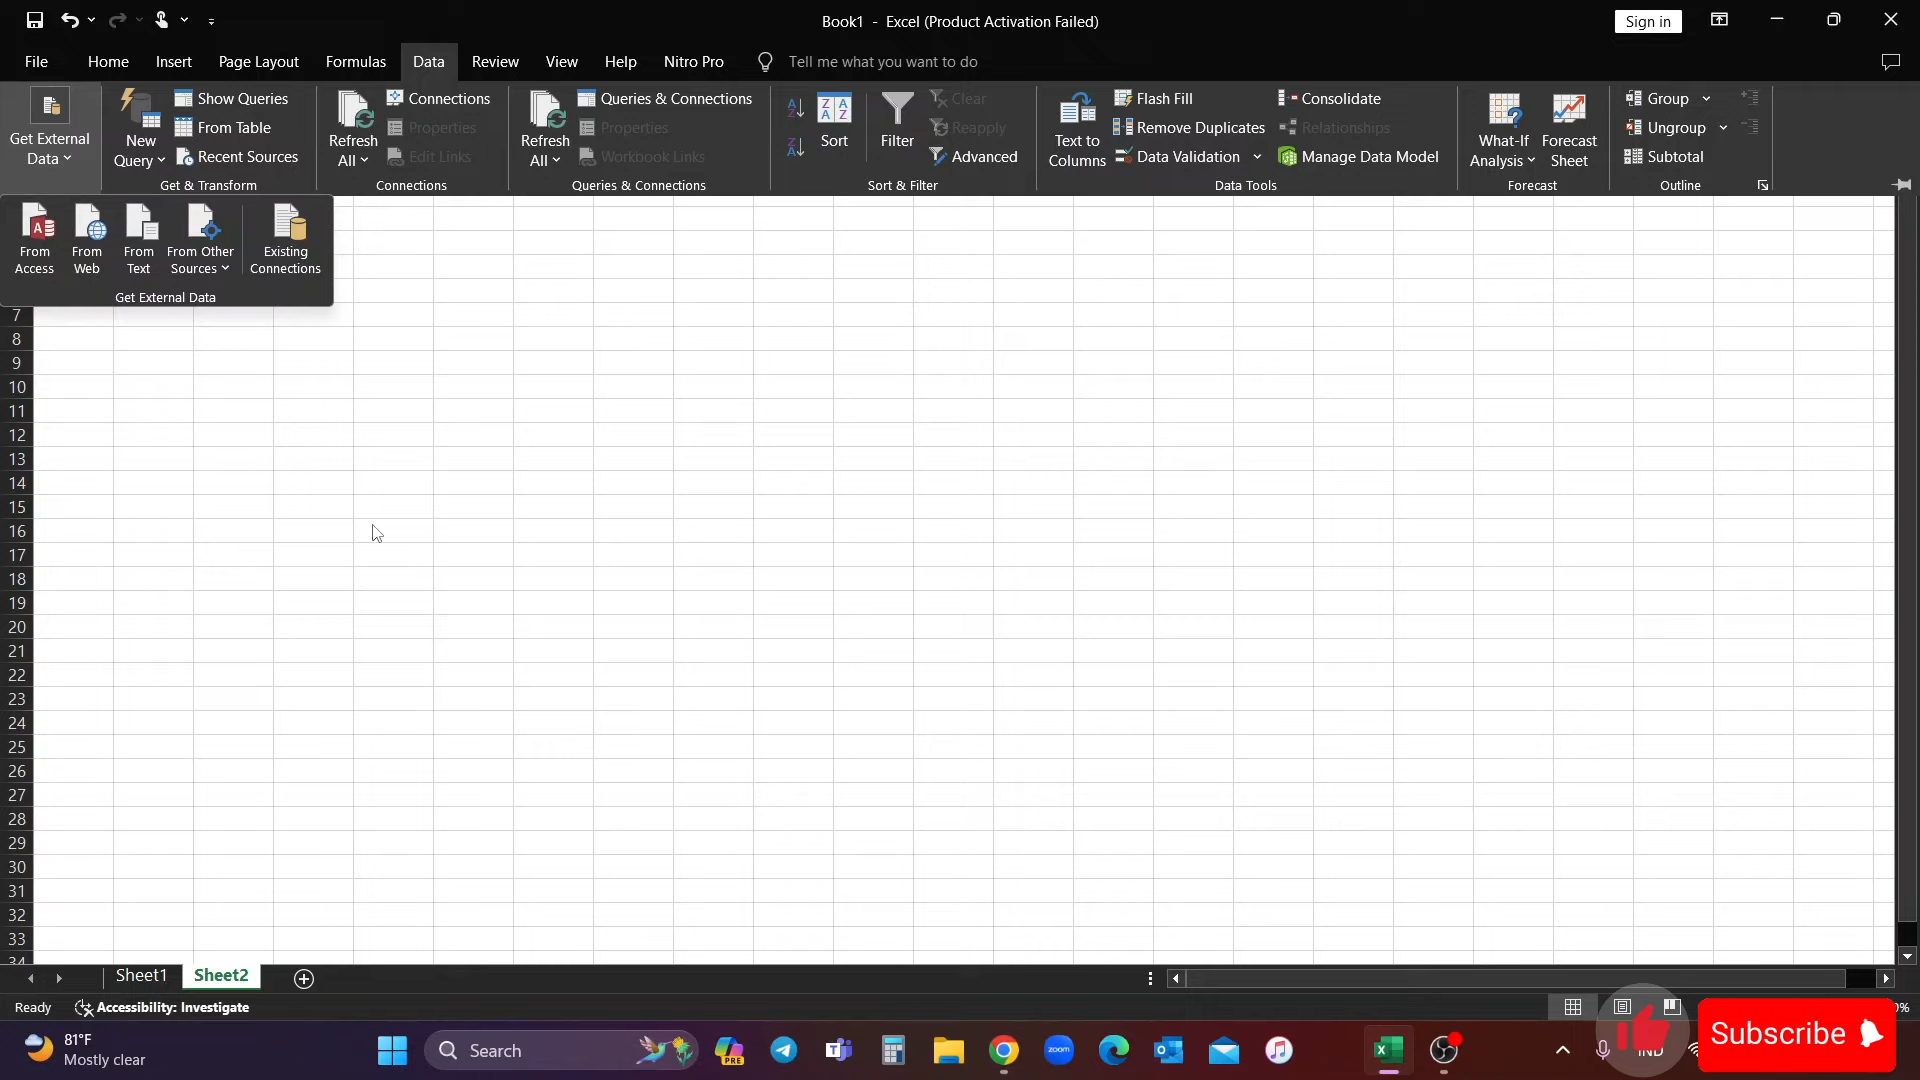 Book1 - Excel (Product Activation Failed)
Sign in
File Home Insert Page Layout Formulas Data Review View Help Nitro Pro Tell me what you want to do
Get External Data
New Query
Show Queries
From Table
Recent Sources
Get & Transform
Refresh All
Connections
Properties
Edit Links
Connections
Refresh All
Queries & Connections
Properties
Workbook Links
Queries & Connections
Sort
Filter
Clear
Reapply
Advanced
Sort & Filter
Text to Columns
Flash Fill
Remove Duplicates
Data Validation
Consolidate
Relationships
Manage Data Model
Data Tools
What-If Analysis
Forecast Sheet
Forecast
Group
Ungroup
Subtotal
Outline
From Access
From Web
From Text
From Other Sources
Existing Connections
Get External Data
7
8
9
10
11
12
13
14
15
16
17
18
19
20
21
22
23
24
25
26
27
28
29
30
31
32
33
34
Sheet1 Sheet2
Ready Accessibility: Investigate
81°F
Mostly clear
Search
PRE
zoom
IND
Subscribe